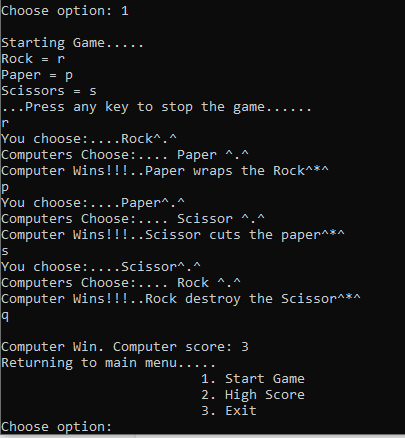 Choose option: 1
Starting Game.....
Rock = r
Paper = p
Scissors = s
...Press any key to stop the game......
r
You choose:....Rock^.^
Computers Choose:.... Paper ^.^
Computer Wins!!!..Paper wraps the Rock^*^
p
You choose:....Paper^.^
Computers Choose:.... Scissor ^.^
Computer Wins!!!..Scissor cuts the paper^*^
s
You choose:....Scissor^.^
Computers Choose:.... Rock ^.^
Computer Wins!!!..Rock destroy the Scissor^*^
q
Computer Win. Computer score: 3
Returning to main menu.....
1. Start Game
2. High Score
3. Exit
Choose option: